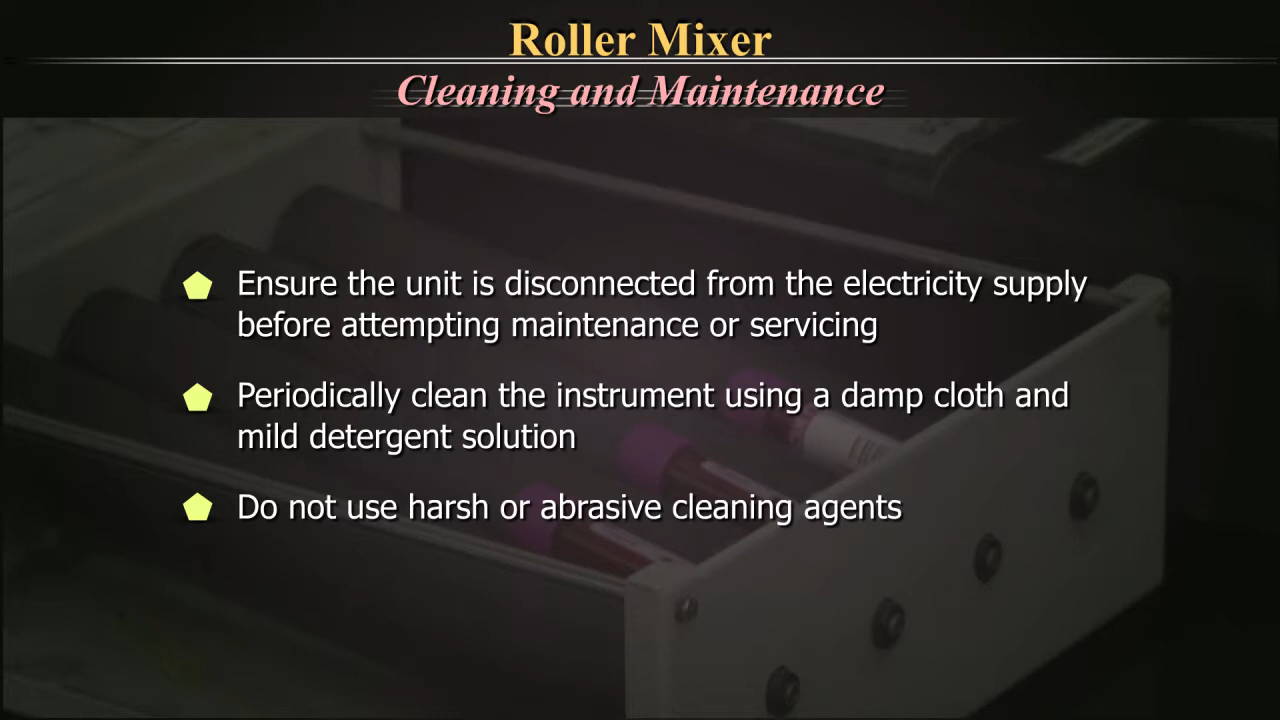 Roller Mixer
Cleaning and Maintenance
Ensure the unit is disconnected from the electricity supply
before attempting maintenance or servicing
Periodically clean the instrument using a damp cloth and
mild detergent solution
Do not use harsh or abrasive cleaning agents